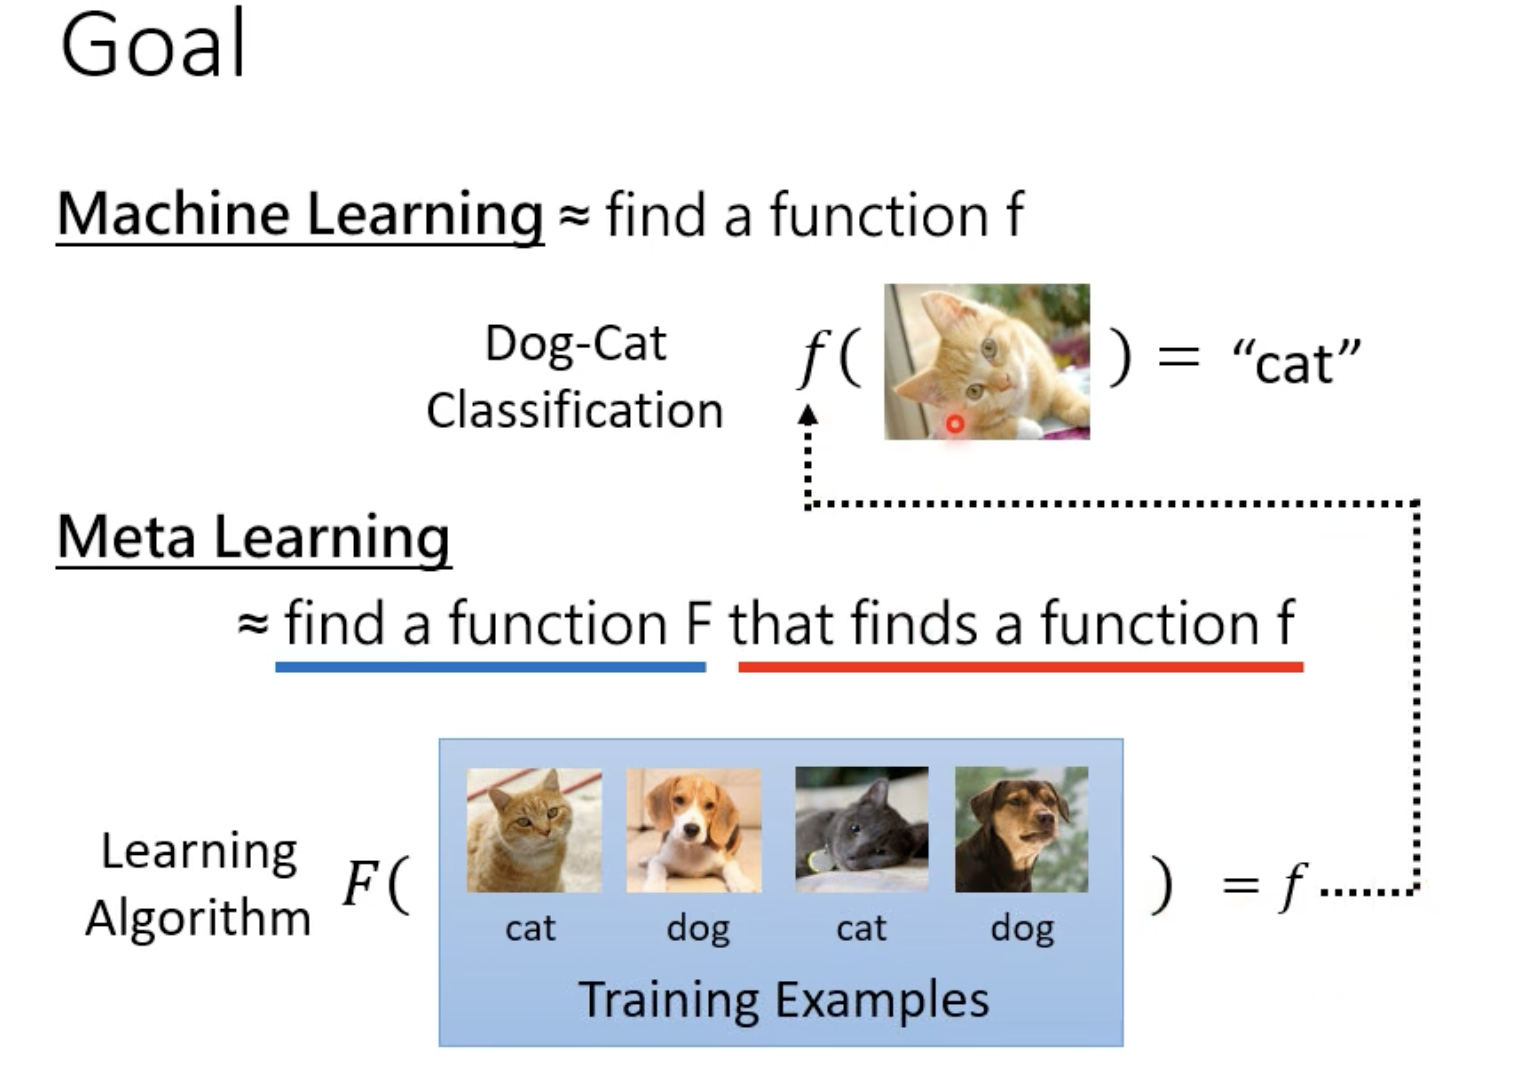 Goal
Machine Learning ≈ find a function f
Dog-Cat
Classification
f( ) = “cat”
Meta Learning
≈ find a function F that finds a function f
Learning
Algorithm
F( ) = f
cat dog cat dog
Training Examples